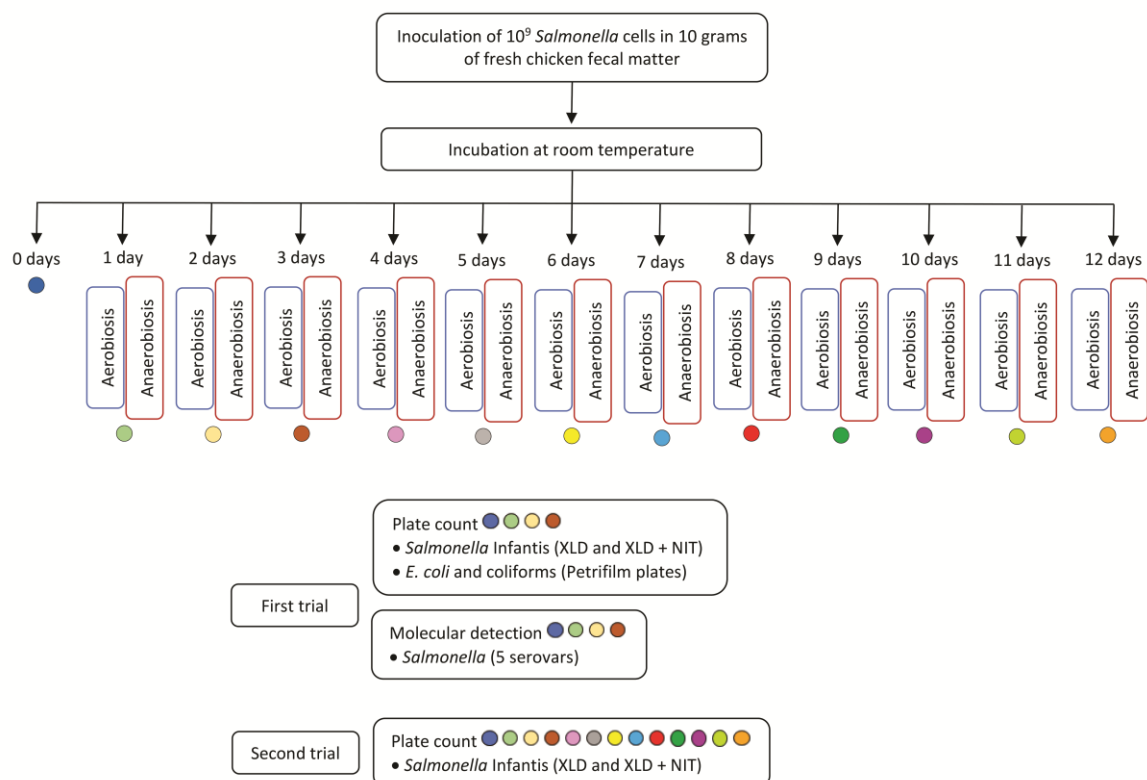 Inoculation of 10⁹ Salmonella cells in 10 grams
of fresh chicken fecal matter
Incubation at room temperature
0 days
1 day
2 days
3 days
4 days
5 days
6 days
7 days
8 days
9 days
10 days
11 days
12 days
Aerobiosis
Anaerobiosis
Aerobiosis
Anaerobiosis
Aerobiosis
Anaerobiosis
Aerobiosis
Anaerobiosis
Aerobiosis
Anaerobiosis
Aerobiosis
Anaerobiosis
Aerobiosis
Anaerobiosis
Aerobiosis
Anaerobiosis
Aerobiosis
Anaerobiosis
Aerobiosis
Anaerobiosis
Aerobiosis
Anaerobiosis
Aerobiosis
Anaerobiosis
First trial
Plate count
• Salmonella Infantis (XLD and XLD + NIT)
• E. coli and coliforms (Petrifilm plates)
Molecular detection
• Salmonella (5 serovars)
Second trial
Plate count
• Salmonella Infantis (XLD and XLD + NIT)